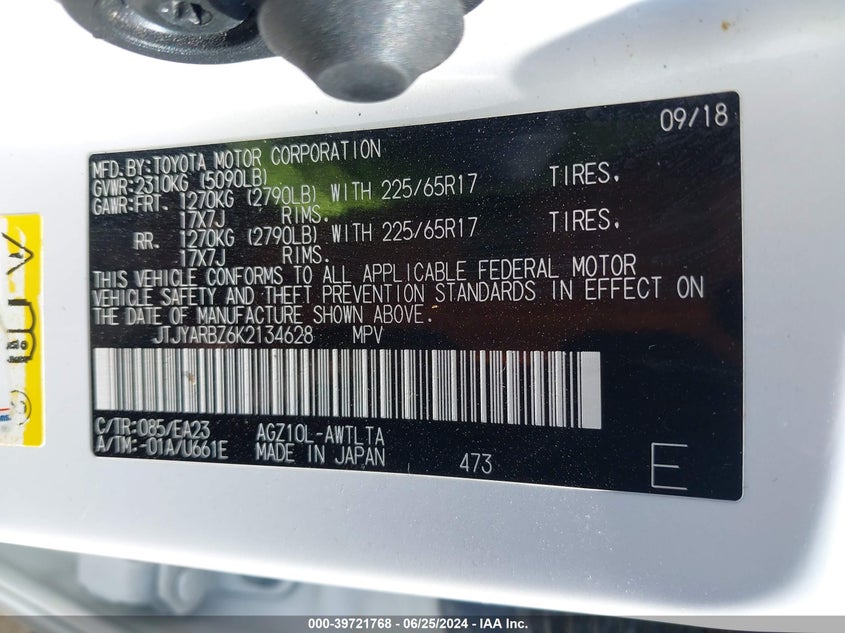 09/18
MFD.BY:TOYOTA MOTOR CORPORATION
GVWR:2310KG (5090LB)
GAWR:FRT. 1270KG (2790LB) WITH 225/65R17 TIRES,
17X7J RIMS.
RR. 1270KG (2790LB) WITH 225/65R17 TIRES,
17X7J RIMS.
THIS VEHICLE CONFORMS TO ALL APPLICABLE FEDERAL MOTOR
VEHICLE SAFETY AND THEFT PREVENTION STANDARDS IN EFFECT ON
THE DATE OF MANUFACTURE SHOWN ABOVE.
JTJYARBZ6K2134628 MPV
C/TR:085/EA23 AGZ10L-AWTLTA
A/TM:-01A/U661E MADE IN JAPAN 473 E
000-39721768 - 06/25/2024 - IAA Inc.